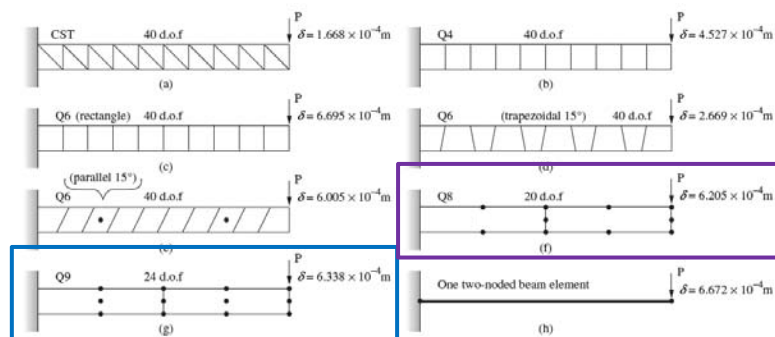 P
CST 40 d.o.f δ = 1.668 × 10⁻⁴m
(a)
P
Q4 40 d.o.f δ = 4.527 × 10⁻⁴m
(b)
P
Q6 (rectangle) 40 d.o.f δ = 6.695 × 10⁻⁴m
(c)
P
Q6 (trapezoidal 15°) 40 d.o.f δ = 2.669 × 10⁻⁴m
(d)
(parallel 15°) P
Q6 40 d.o.f δ = 6.005 × 10⁻⁴m
(e)
P
Q8 20 d.o.f δ = 6.205 × 10⁻⁴m
(f)
P
Q9 24 d.o.f δ = 6.338 × 10⁻⁴m
(g)
P
One two-noded beam element δ = 6.672 × 10⁻⁴m
(h)